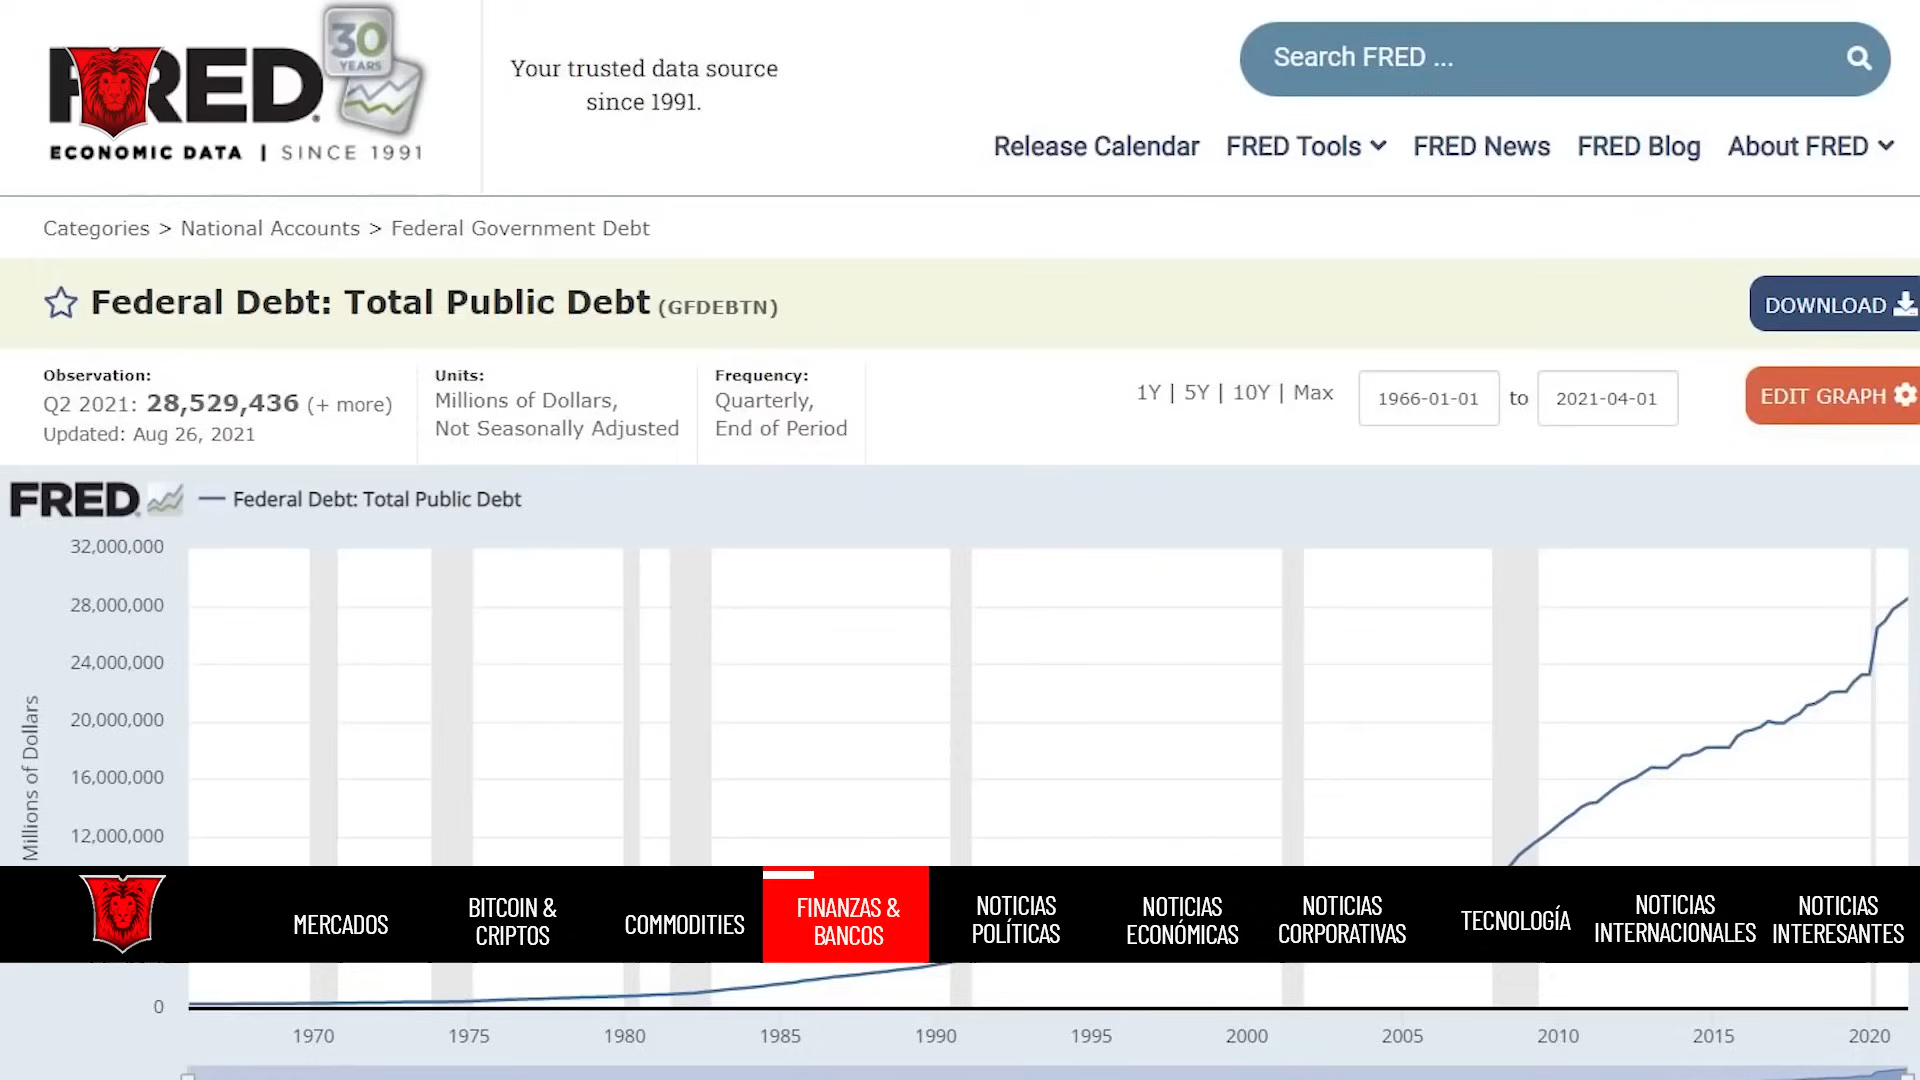 FRED
30
YEARS
ECONOMIC DATA | SINCE 1991
Your trusted data source
since 1991.
Search FRED ...
Release Calendar
FRED Tools
FRED News
FRED Blog
About FRED
Categories > National Accounts > Federal Government Debt
Federal Debt: Total Public Debt (GFDEBTN)
DOWNLOAD
Observation:
Q2 2021: 28,529,436 (+ more)
Updated: Aug 26, 2021
Units:
Millions of Dollars,
Not Seasonally Adjusted
Frequency:
Quarterly,
End of Period
1Y | 5Y | 10Y | Max
1966-01-01 to 2021-04-01
EDIT GRAPH
FRED
Federal Debt: Total Public Debt
Millions of Dollars
32,000,000
28,000,000
24,000,000
20,000,000
16,000,000
12,000,000
MERCADOS
BITCOIN &
CRIPTOS
COMMODITIES
FINANZAS &
BANCOS
NOTICIAS
POLÍTICAS
NOTICIAS
ECONÓMICAS
NOTICIAS
CORPORATIVAS
TECNOLOGÍA
NOTICIAS
INTERNACIONALES
NOTICIAS
INTERESANTES
0
1970 1975 1980 1985 1990 1995 2000 2005 2010 2015 2020